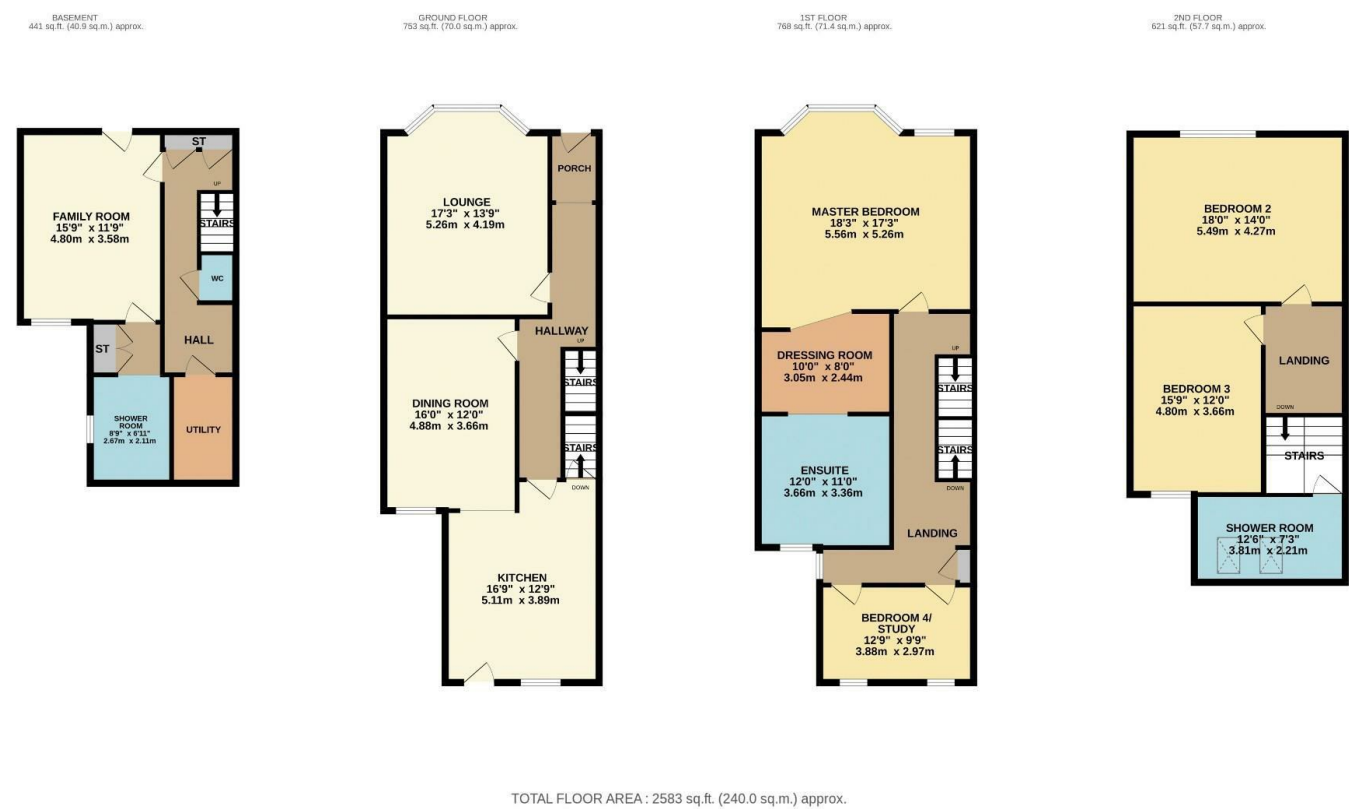 BASEMENT
441 sq.ft. (40.9 sq.m.) approx.
ST
UP
FAMILY ROOM
15'9" x 11'9"
4.80m x 3.58m
STAIRS
WC
ST
HALL
SHOWER
ROOM
8'9" x 6'11"
2.67m x 2.11m
UTILITY
GROUND FLOOR
753 sq.ft. (70.0 sq.m.) approx.
PORCH
LOUNGE
17'3" x 13'9"
5.26m x 4.19m
HALLWAY
UP
STAIRS
DINING ROOM
16'0" x 12'0"
4.88m x 3.66m
STAIRS
DOWN
KITCHEN
16'9" x 12'9"
5.11m x 3.89m
1ST FLOOR
768 sq.ft. (71.4 sq.m.) approx.
MASTER BEDROOM
18'3" x 17'3"
5.56m x 5.26m
UP
DRESSING ROOM
10'0" x 8'0"
3.05m x 2.44m
STAIRS
STAIRS
ENSUITE
12'0" x 11'0"
3.66m x 3.36m
DOWN
LANDING
BEDROOM 4/
STUDY
12'9" x 9'9"
3.88m x 2.97m
2ND FLOOR
621 sq.ft. (57.7 sq.m.) approx.
BEDROOM 2
18'0" x 14'0"
5.49m x 4.27m
LANDING
BEDROOM 3
15'9" x 12'0"
4.80m x 3.66m
DOWN
STAIRS
SHOWER ROOM
12'6" x 7'3"
3.81m x 2.21m
TOTAL FLOOR AREA : 2583 sq.ft. (240.0 sq.m.) approx.